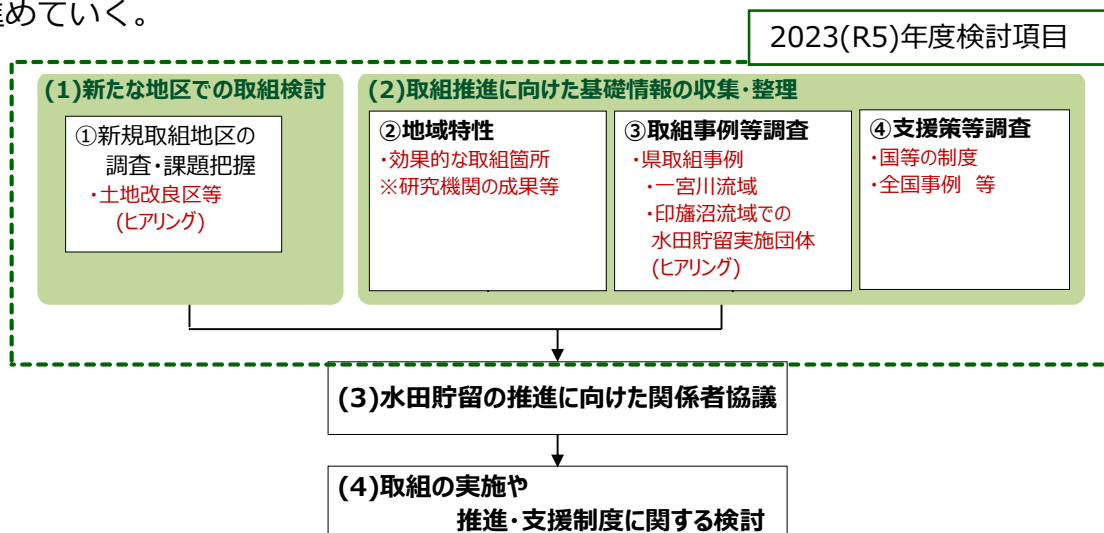 進めていく。
2023(R5)年度検討項目
(1)新たな地区での取組検討
①新規取組地区の
調査・課題把握
・土地改良区等
(ヒアリング)
(2)取組推進に向けた基礎情報の収集・整理
②地域特性
・効果的な取組箇所
※研究機関の成果等
③取組事例等調査
・県取組事例
・一宮川流域
・印旛沼流域での
水田貯留実施団体
(ヒアリング)
④支援策等調査
・国等の制度
・全国事例 等
(3)水田貯留の推進に向けた関係者協議
(4)取組の実施や
推進・支援制度に関する検討